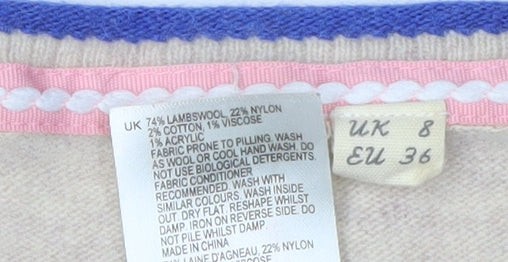 UK 74% LAMBSWOOL, 22% NYLON
2% COTTON, 1% VISCOSE
1% ACRYLIC
FABRIC PRONE TO PILLING. WASH
AS WOOL OR COOL HAND WASH. DO
NOT USE BIOLOGICAL DETERGENTS.
FABRIC CONDITIONER
RECOMMENDED. WASH WITH
SIMILAR COLOURS. WASH INSIDE
OUT. DRY FLAT. RESHAPE WHILST
DAMP. IRON ON REVERSE SIDE. DO
NOT PILE WHILST DAMP.
MADE IN CHINA
LAINE D'AGNEAU, 22% NYLON
UK 8
EU 36